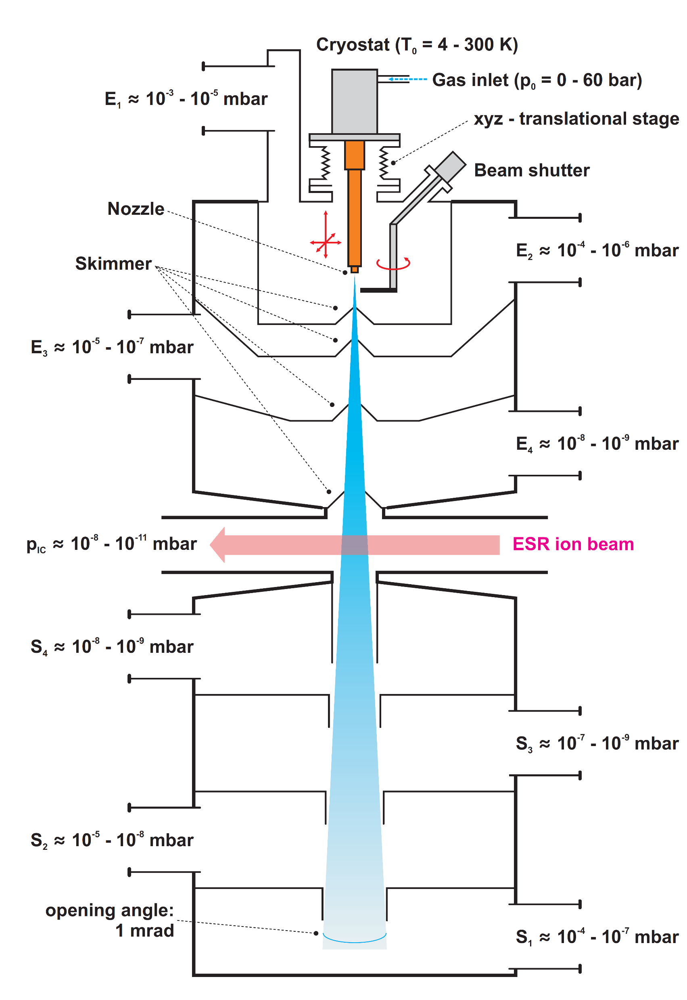 Cryostat (T₀ = 4 - 300 K)
Gas inlet (p₀ = 0 - 60 bar)
E₁ ≈ 10⁻³ - 10⁻⁵ mbar
xyz - translational stage
Beam shutter
Nozzle
E₂ ≈ 10⁻⁴ - 10⁻⁶ mbar
Skimmer
E₃ ≈ 10⁻⁵ - 10⁻⁷ mbar
E₄ ≈ 10⁻⁸ - 10⁻⁹ mbar
p_IC ≈ 10⁻⁸ - 10⁻¹¹ mbar
ESR ion beam
S₄ ≈ 10⁻⁸ - 10⁻⁹ mbar
S₃ ≈ 10⁻⁷ - 10⁻⁹ mbar
S₂ ≈ 10⁻⁵ - 10⁻⁸ mbar
opening angle:
1 mrad
S₁ ≈ 10⁻⁴ - 10⁻⁷ mbar